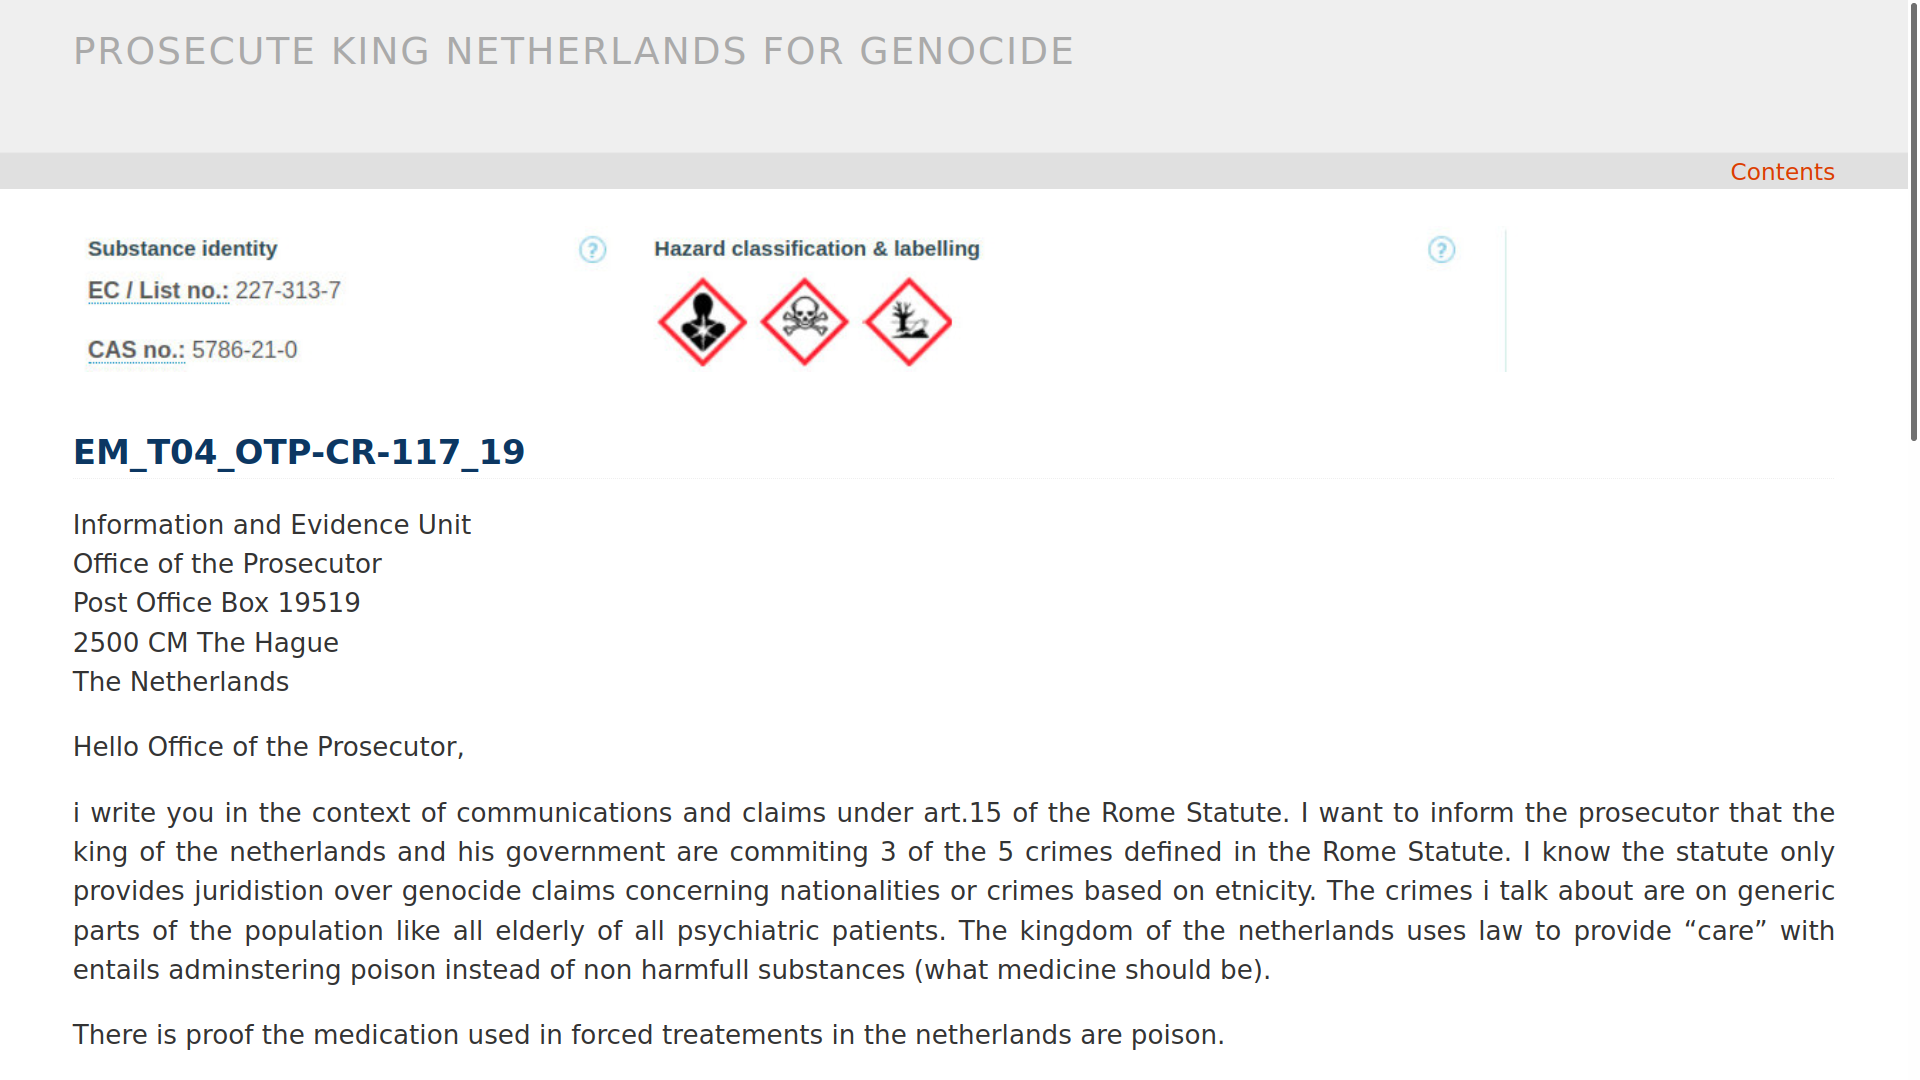 PROSECUTE KING NETHERLANDS FOR GENOCIDE
Contents
Substance identity ?
Hazard classification & labelling ?
EC / List no.: 227-313-7
CAS no.: 5786-21-0
EM_T04_OTP-CR-117_19
Information and Evidence Unit
Office of the Prosecutor
Post Office Box 19519
2500 CM The Hague
The Netherlands
Hello Office of the Prosecutor,
i write you in the context of communications and claims under art.15 of the Rome Statute. I want to inform the prosecutor that the
king of the netherlands and his government are commiting 3 of the 5 crimes defined in the Rome Statute. I know the statute only
provides juridistion over genocide claims concerning nationalities or crimes based on etnicity. The crimes i talk about are on generic
parts of the population like all elderly of all psychiatric patients. The kingdom of the netherlands uses law to provide “care” with
entails adminstering poison instead of non harmfull substances (what medicine should be).
There is proof the medication used in forced treatements in the netherlands are poison.